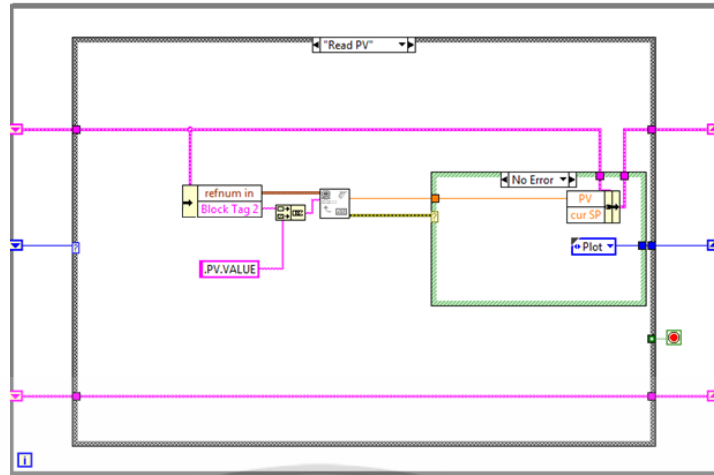 "Read PV"
No Error
refnum in
Block Tag 2
PV
cur SP
Plot
.PV.VALUE
i